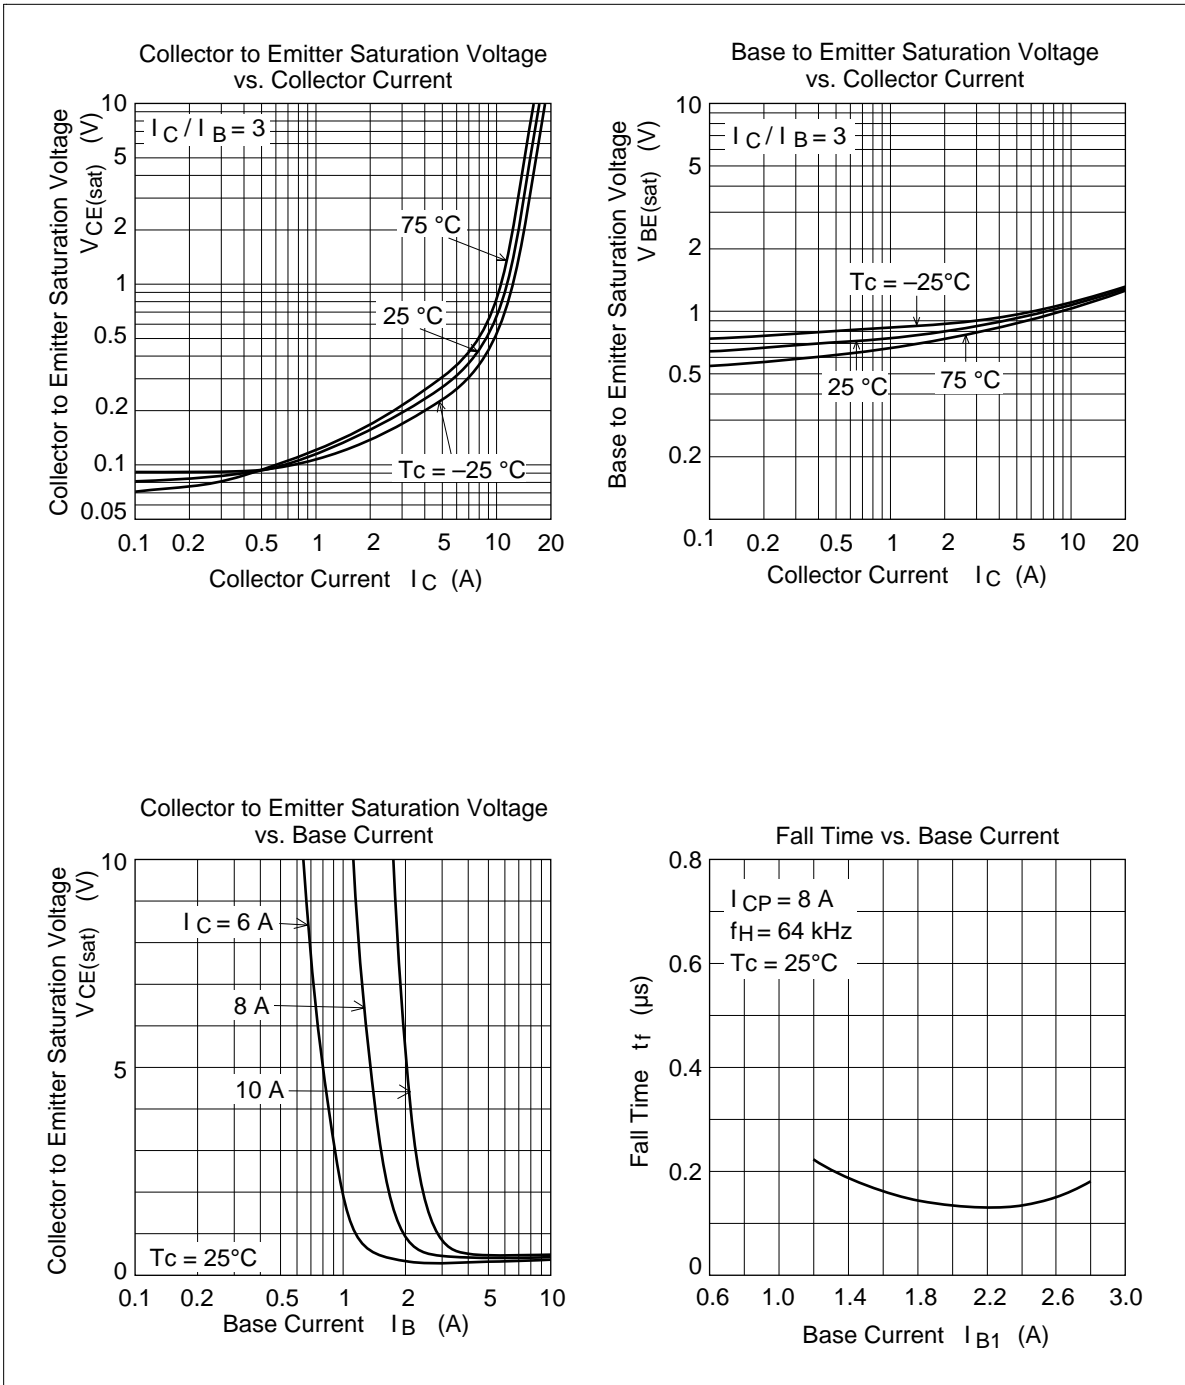 Collector to Emitter Saturation Voltage
vs. Collector Current
Collector to Emitter Saturation Voltage
V CE(sat) (V)
10
5
2
1
0.5
0.2
0.1
0.05
I C / I B = 3
75 °C
25 °C
Tc = –25 °C
0.1 0.2 0.5 1 2 5 10 20
Collector Current I C (A)
Base to Emitter Saturation Voltage
vs. Collector Current
Base to Emitter Saturation Voltage
V BE(sat) (V)
10
5
2
1
0.5
0.2
0.1
I C / I B = 3
Tc = –25°C
25 °C
75 °C
0.2 0.5 1 2 5 10 20
Collector Current I C (A)
Collector to Emitter Saturation Voltage
vs. Base Current
Collector to Emitter Saturation Voltage
V CE(sat) (V)
10
5
0
I C = 6 A
8 A
10 A
Tc = 25°C
0.1 0.2 0.5 1 2 5 10
Base Current I B (A)
Fall Time vs. Base Current
Fall Time t f (µs)
0.8
0.6
0.4
0.2
0
I CP = 8 A
f H = 64 kHz
Tc = 25°C
0.6 1.0 1.4 1.8 2.2 2.6 3.0
Base Current I B1 (A)